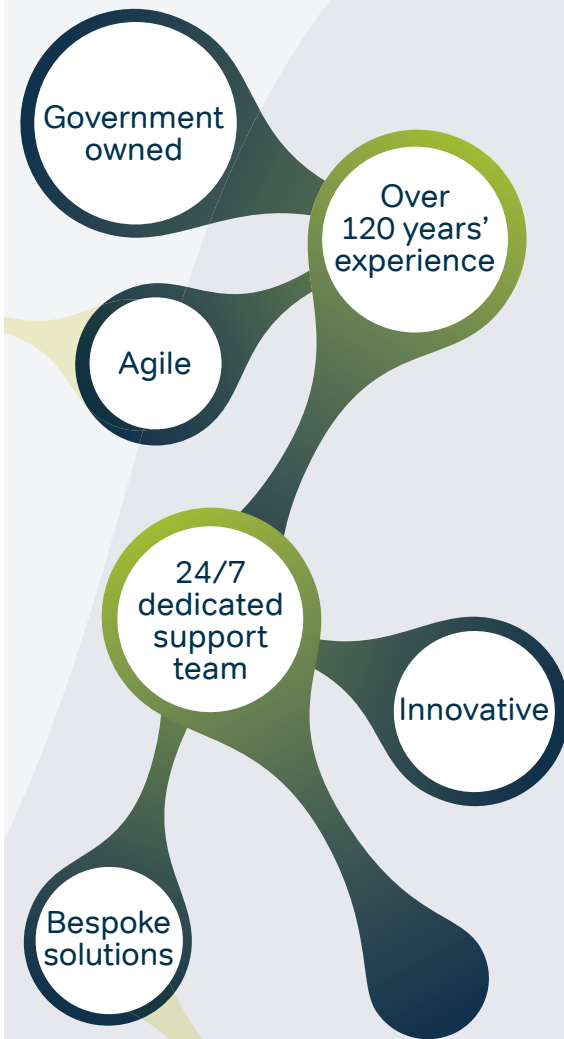 Government
owned
Over
120 years’
experience
Agile
24/7
dedicated
support
team
Innovative
Bespoke
solutions